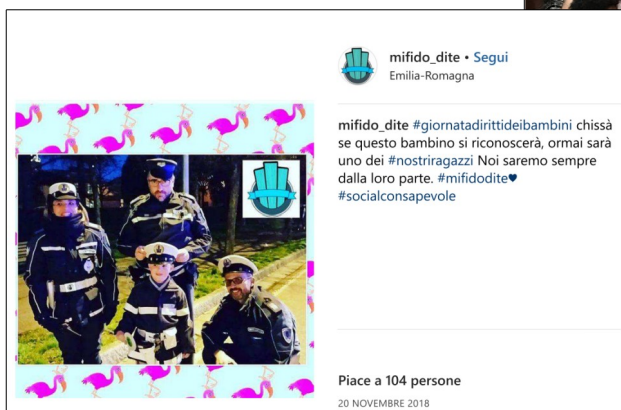 mifido_dite • Segui
Emilia-Romagna
mifido_dite #giornatadirittideibambini chissà
se questo bambino si riconoscerà, ormai sarà
uno dei #nostriragazzi Noi saremo sempre
dalla loro parte. #mifidodite♥
#socialconsapevole
Piace a 104 persone
20 NOVEMBRE 2018